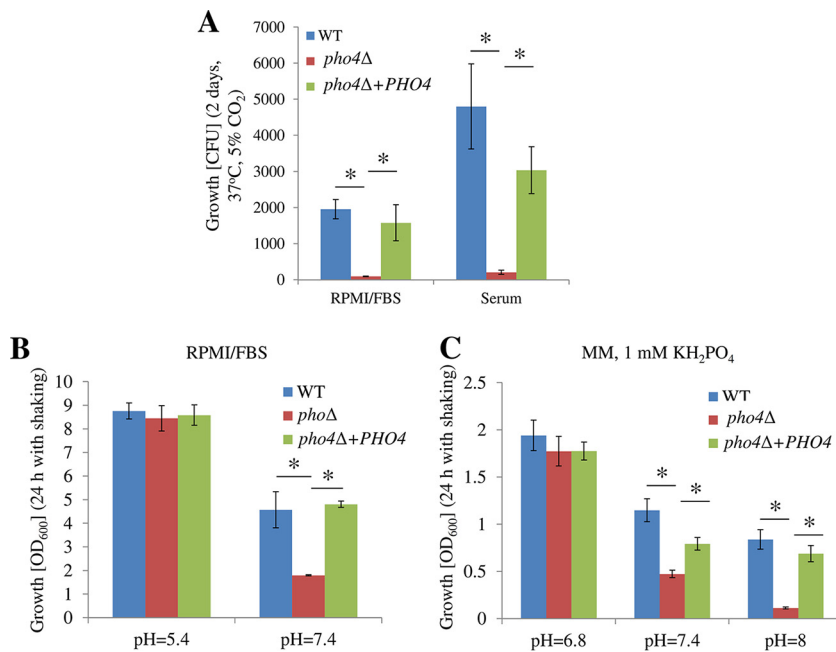 A
WT
pho4Δ
pho4Δ+PHO4
Growth [CFU] (2 days,
37°C, 5% CO₂)
7000
6000
5000
4000
3000
2000
1000
0
* * * *
RPMI/FBS Serum
B
RPMI/FBS
Growth [OD₆₀₀] (24 h with shaking)
10
9
8
7
6
5
4
3
2
1
0
WT
phoΔ
pho4Δ+PHO4
* *
pH=5.4 pH=7.4
C
MM, 1 mM KH₂PO₄
Growth [OD₆₀₀] (24 h with shaking)
2.5
2
1.5
1
0.5
0
WT
pho4Δ
pho4Δ+PHO4
* * * *
pH=6.8 pH=7.4 pH=8